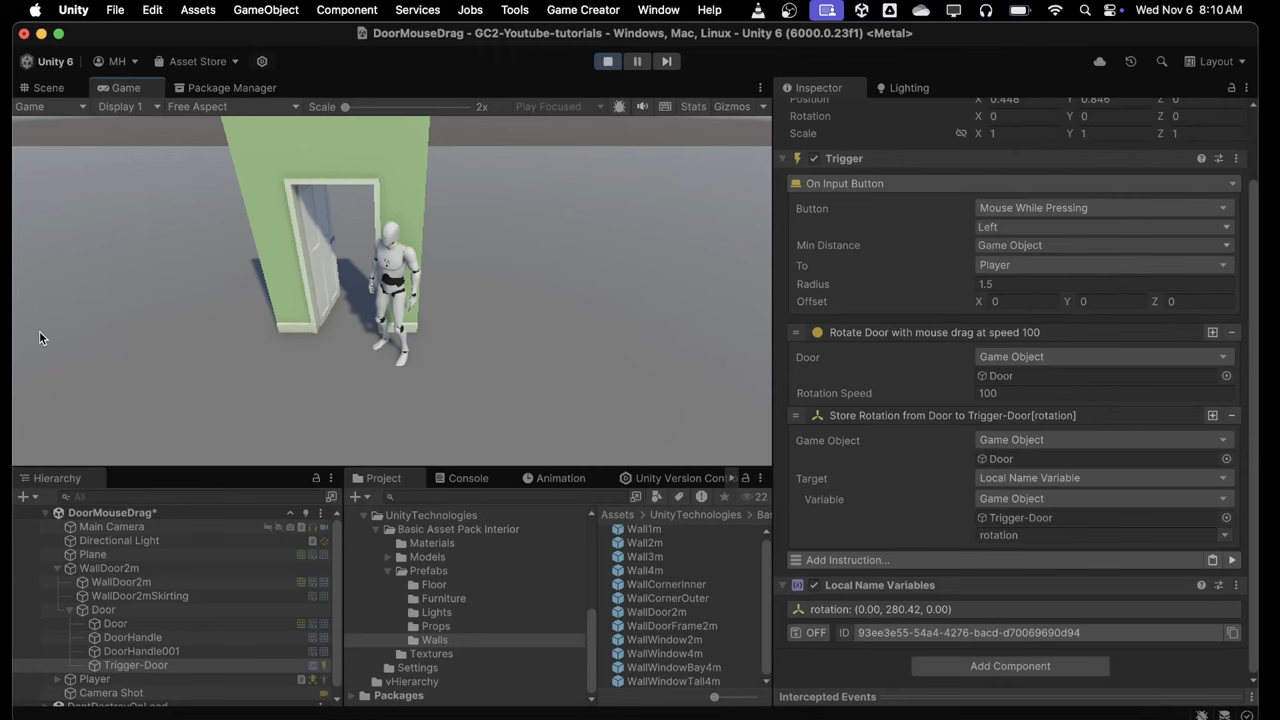 Unity File Edit Assets GameObject Component Services Jobs Tools Game Creator Window Help Wed Nov 6 8:10 AM
DoorMouseDrag - GC2-Youtube-tutorials - Windows, Mac, Linux - Unity 6 (6000.0.23f1) <Metal>
Unity 6 MH Asset Store Layout
Scene Game Package Manager
Game Display 1 Free Aspect Scale 2x Play Focused Stats Gizmos
Inspector Lighting
Position X 0.448 Y 0.846 Z 0
Rotation X 0 Y 0 Z 0
Scale X 1 Y 1 Z 1
Trigger
On Input Button
Button Mouse While Pressing
Left
Min Distance Game Object
To Player
Radius 1.5
Offset X 0 Y 0 Z 0
Rotate Door with mouse drag at speed 100
Door Game Object
Door
Rotation Speed 100
Store Rotation from Door to Trigger-Door[rotation]
Game Object Game Object
Door
Target Local Name Variable
Variable Game Object
Trigger-Door
rotation
Add Instruction...
Local Name Variables
rotation: (0.00, 280.42, 0.00)
OFF ID 93ee3e55-54a4-4276-bacd-d70069690d94
Add Component
Intercepted Events
Hierarchy
All
DoorMouseDrag*
Main Camera
Directional Light
Plane
WallDoor2m
WallDoor2m
WallDoor2mSkirting
Door
Door
DoorHandle
DoorHandle001
Trigger-Door
Player
Camera Shot
Project Console Animation Unity Version Con
22
UnityTechnologies
Basic Asset Pack Interior
Materials
Models
Prefabs
Floor
Furniture
Lights
Props
Walls
Textures
Settings
vHierarchy
Packages
Assets UnityTechnologies Ba
Wall1m
Wall2m
Wall3m
Wall4m
WallCornerInner
WallCornerOuter
WallDoor2m
WallDoorFrame2m
WallWindow2m
WallWindow4m
WallWindowBay4m
WallWindowTall4m